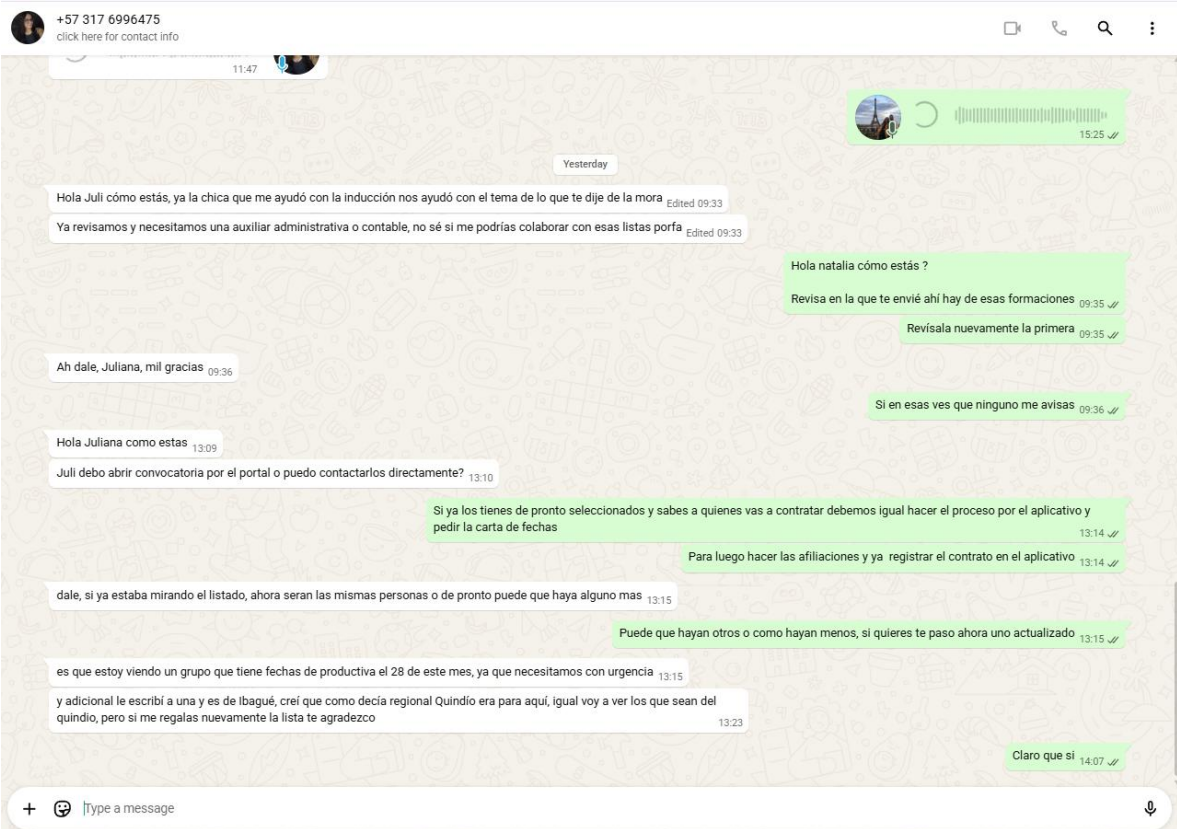 +57 317 6996475
click here for contact info
11:47
15:25
Yesterday
Hola Juli cómo estás, ya la chica que me ayudó con la inducción nos ayudó con el tema de lo que te dije de la mora Edited 09:33
Ya revisamos y necesitamos una auxiliar administrativa o contable, no sé si me podrías colaborar con esas listas porfa Edited 09:33
Hola natalia cómo estás ?
Revisa en la que te envié ahí hay de esas formaciones 09:35
Revísala nuevamente la primera 09:35
Ah dale, Juliana, mil gracias 09:36
Si en esas ves que ninguno me avisas 09:36
Hola Juliana como estas 13:09
Juli debo abrir convocatoria por el portal o puedo contactarlos directamente? 13:10
Si ya los tienes de pronto seleccionados y sabes a quienes vas a contratar debemos igual hacer el proceso por el aplicativo y
pedir la carta de fechas 13:14
Para luego hacer las afiliaciones y ya registrar el contrato en el aplicativo 13:14
dale, si ya estaba mirando el listado, ahora seran las mismas personas o de pronto puede que haya alguno mas 13:15
Puede que hayan otros o como hayan menos, si quieres te paso ahora uno actualizado 13:15
es que estoy viendo un grupo que tiene fechas de productiva el 28 de este mes, ya que necesitamos con urgencia 13:15
y adicional le escribí a una y es de Ibagué, creí que como decía regional Quindío era para aquí, igual voy a ver los que sean del
quindio, pero si me regalas nuevamente la lista te agradezco 13:23
Claro que si 14:07
Type a message